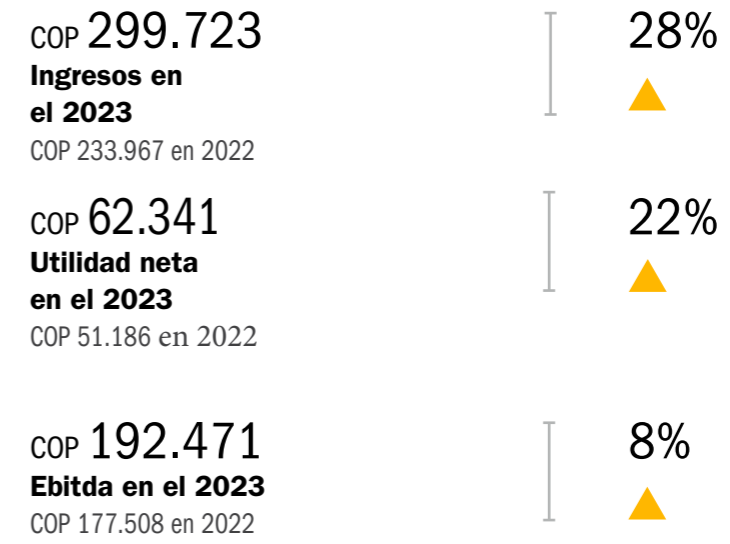 COP 299.723
28%
Ingresos en
el 2023
COP 233.967 en 2022
COP 62.341
22%
Utilidad neta
en el 2023
COP 51.186 en 2022
COP 192.471
8%
Ebitda en el 2023
COP 177.508 en 2022